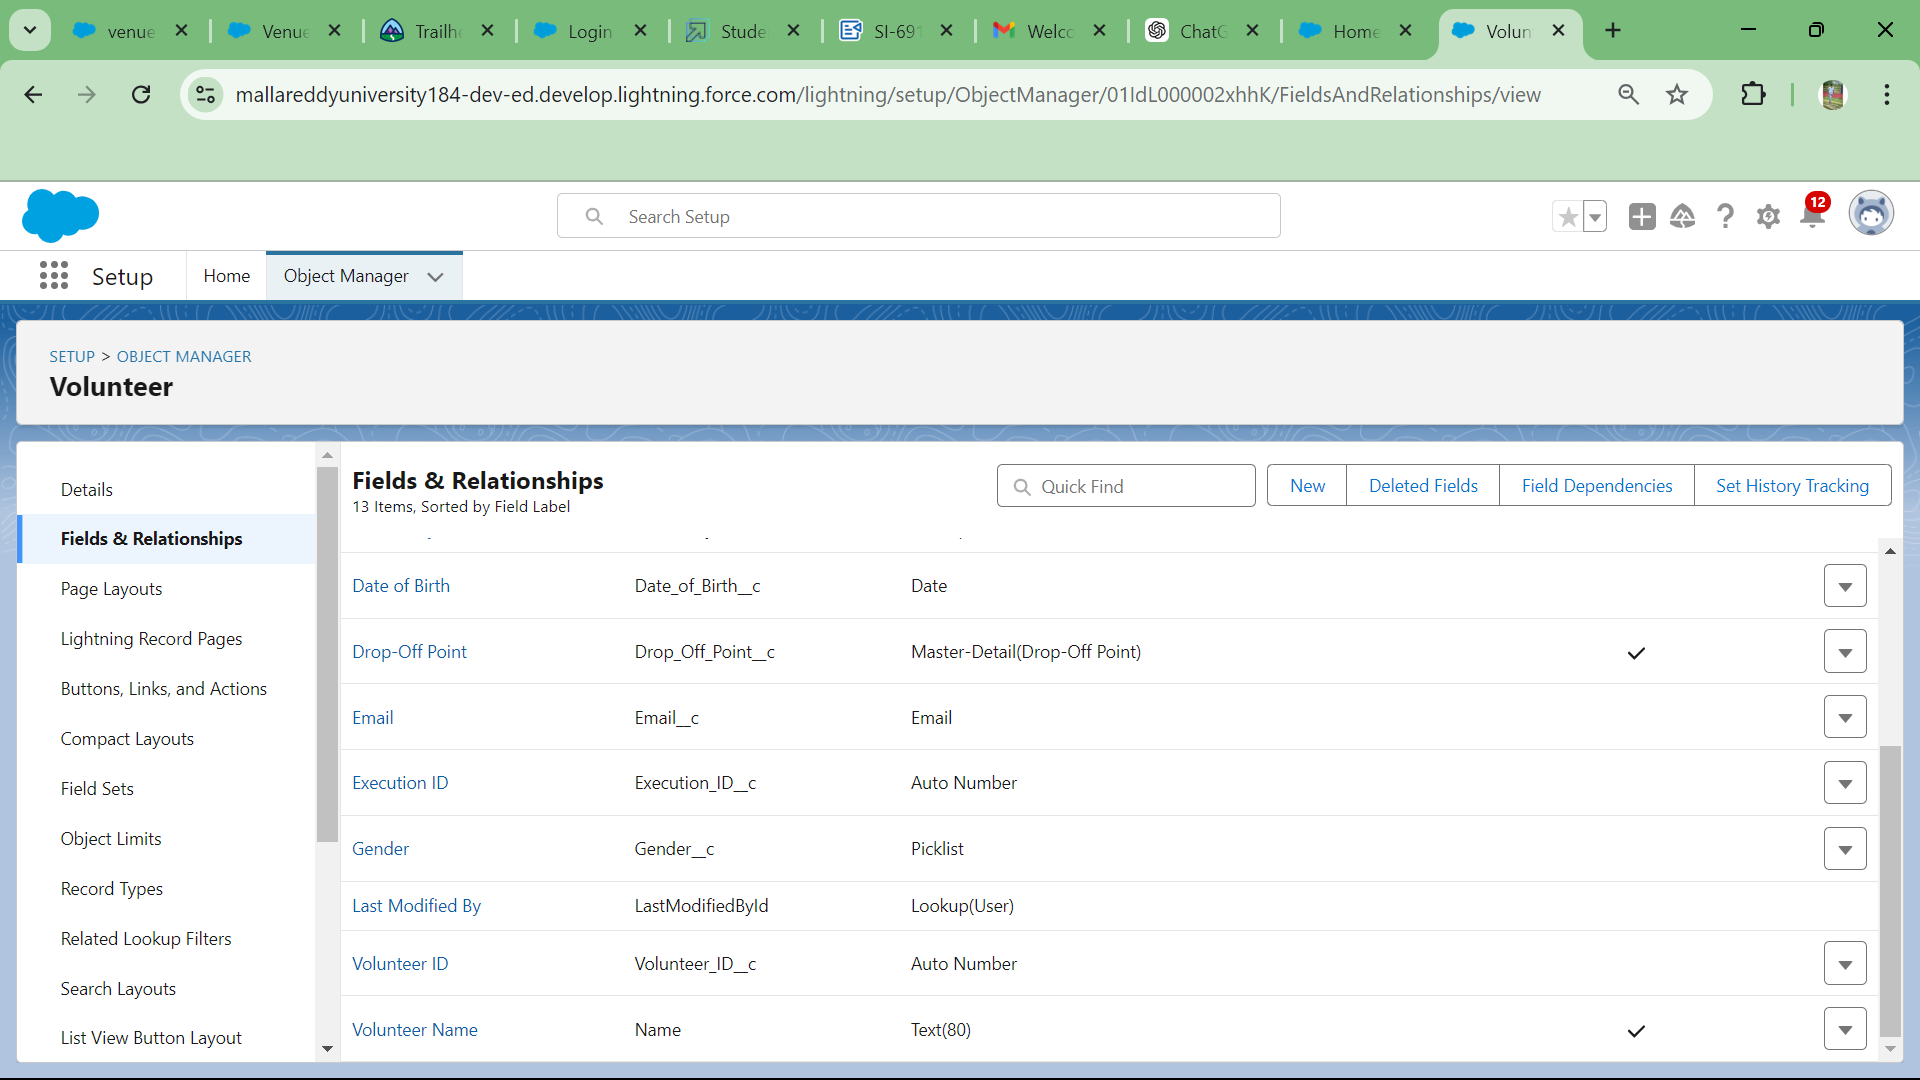 venue
Venue
Trailhe
Login
Stude
SI-691
Welco
ChatG
Home
Volun
mallareddyuniversity184-dev-ed.develop.lightning.force.com/lightning/setup/ObjectManager/01IdL000002xhhK/FieldsAndRelationships/view
Search Setup
12
Setup
Home
Object Manager
SETUP > OBJECT MANAGER
Volunteer
Details
Fields & Relationships
Page Layouts
Lightning Record Pages
Buttons, Links, and Actions
Compact Layouts
Field Sets
Object Limits
Record Types
Related Lookup Filters
Search Layouts
List View Button Layout
Fields & Relationships
13 Items, Sorted by Field Label
Quick Find
New
Deleted Fields
Field Dependencies
Set History Tracking
Date of Birth Date_of_Birth__c Date
Drop-Off Point Drop_Off_Point__c Master-Detail(Drop-Off Point)
Email Email__c Email
Execution ID Execution_ID__c Auto Number
Gender Gender__c Picklist
Last Modified By LastModifiedById Lookup(User)
Volunteer ID Volunteer_ID__c Auto Number
Volunteer Name Name Text(80)